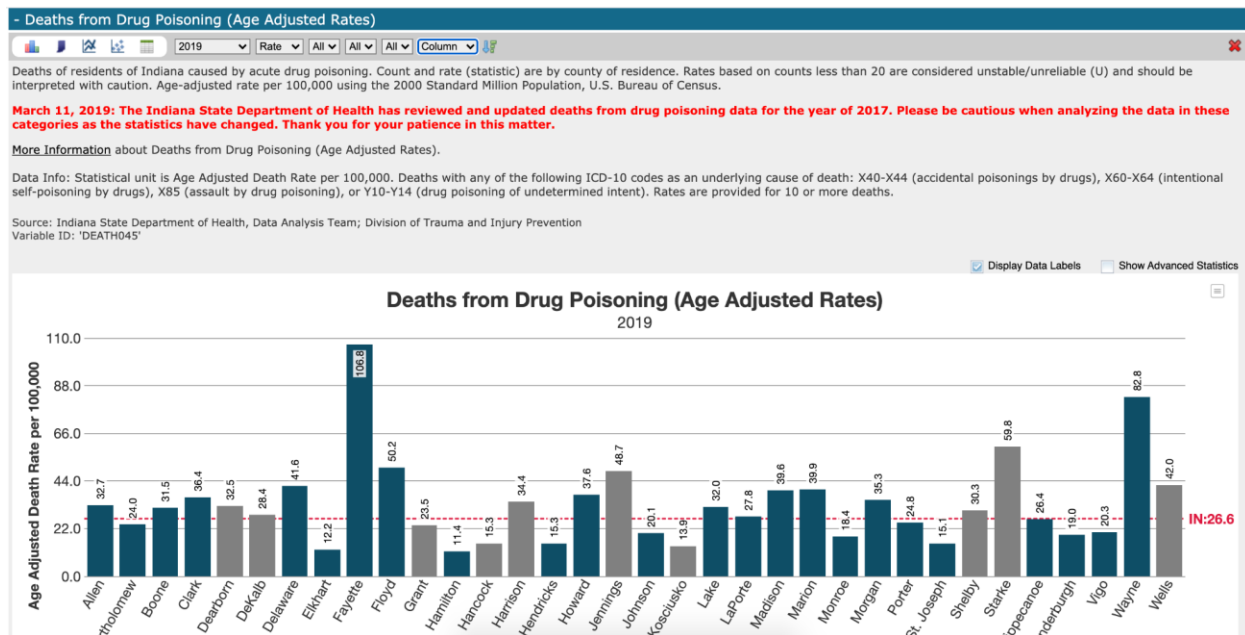 - Deaths from Drug Poisoning (Age Adjusted Rates)
2019 Rate All All All Column
Deaths of residents of Indiana caused by acute drug poisoning. Count and rate (statistic) are by county of residence. Rates based on counts less than 20 are considered unstable/unreliable (U) and should be
interpreted with caution. Age-adjusted rate per 100,000 using the 2000 Standard Million Population, U.S. Bureau of Census.
March 11, 2019: The Indiana State Department of Health has reviewed and updated deaths from drug poisoning data for the year of 2017. Please be cautious when analyzing the data in these
categories as the statistics have changed. Thank you for your patience in this matter.
More Information about Deaths from Drug Poisoning (Age Adjusted Rates).
Data Info: Statistical unit is Age Adjusted Death Rate per 100,000. Deaths with any of the following ICD-10 codes as an underlying cause of death: X40-X44 (accidental poisonings by drugs), X60-X64 (intentional
self-poisoning by drugs), X85 (assault by drug poisoning), or Y10-Y14 (drug poisoning of undetermined intent). Rates are provided for 10 or more deaths.
Source: Indiana State Department of Health, Data Analysis Team; Division of Trauma and Injury Prevention
Variable ID: 'DEATH045'
Display Data Labels Show Advanced Statistics
Deaths from Drug Poisoning (Age Adjusted Rates)
2019
Age Adjusted Death Rate per 100,000
110.0
88.0
66.0
44.0
22.0
0.0
32.7
24.0
31.5
36.4
32.5
28.4
41.6
12.2
106.8
50.2
23.5
11.4
15.3
34.4
15.3
37.6
48.7
20.1
13.9
32.0
27.8
39.6
39.9
18.4
35.3
24.8
15.1
30.3
59.8
26.4
19.0
20.3
82.8
42.0
IN:26.6
Allen
rtholomew
Boone
Clark
Dearborn
DeKalb
Delaware
Elkhart
Fayette
Floyd
Grant
Hamilton
Hancock
Harrison
Hendricks
Howard
Jennings
Johnson
Kosciusko
Lake
LaPorte
Madison
Marion
Monroe
Morgan
Porter
St. Joseph
Shelby
Starke
ippecanoe
nderburgh
Vigo
Wayne
Wells